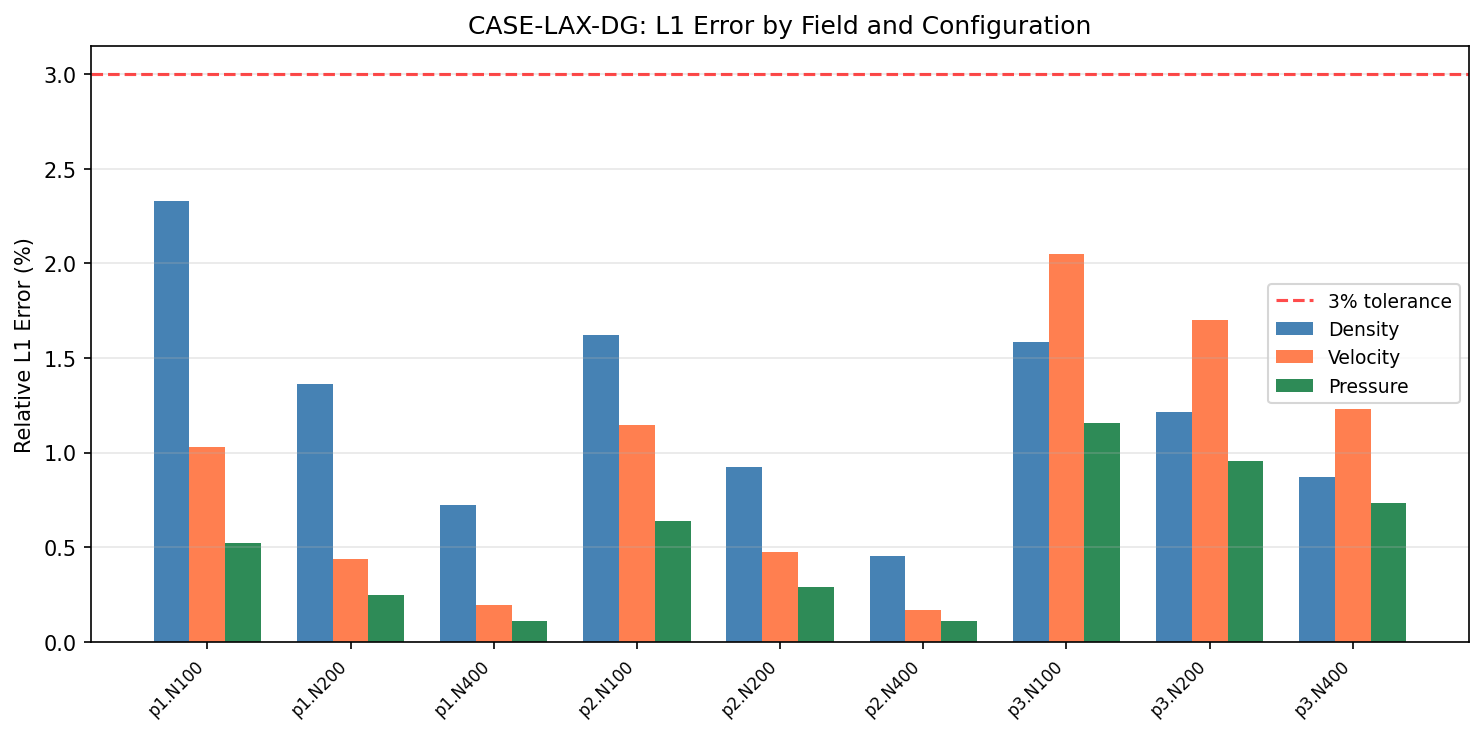 CASE-LAX-DG: L1 Error by Field and Configuration
Relative L1 Error (%)
3.0
2.5
2.0
1.5
1.0
0.5
0.0
3% tolerance
Density
Velocity
Pressure
p1.N100
p1.N200
p1.N400
p2.N100
p2.N200
p2.N400
p3.N100
p3.N200
p3.N400